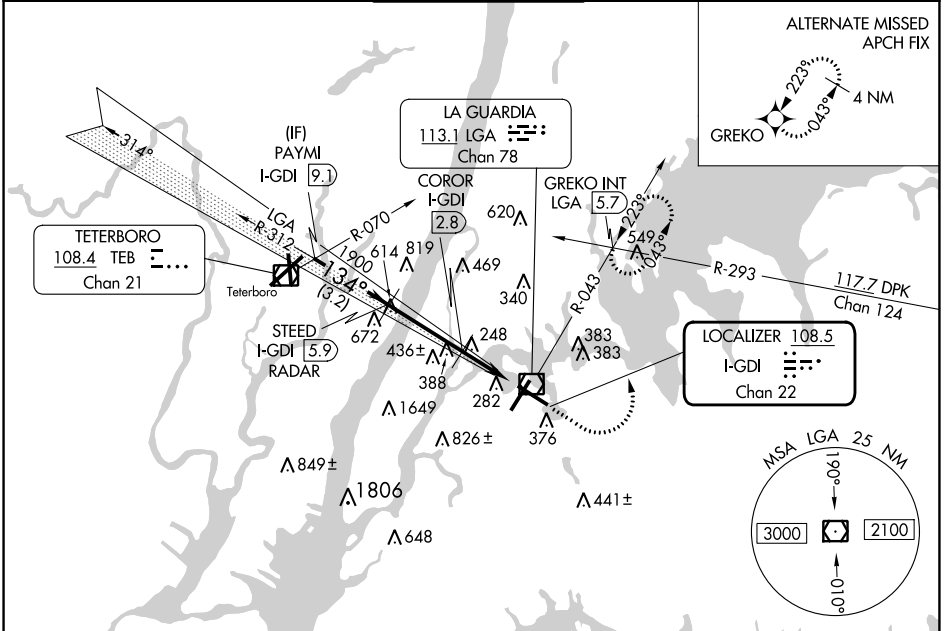 ALTERNATE MISSED
APCH FIX
223°
043°
4 NM
GREKO
LA GUARDIA
113.1 LGA
Chan 78
(IF)
PAYMI
I-GDI 9.1
COROR
I-GDI
2.8
GREKO INT
LGA 5.7
314°
LGA
R-312
R-070
1900
134°
(3.2)
TETERBORO
108.4 TEB
Chan 21
Teterboro
STEED
I-GDI 5.9
RADAR
614
819
469
620
340
549
223°
043°
R-043
R-293
117.7 DPK
Chan 124
672
436±
388
248
282
383
383
376
LOCALIZER 108.5
I-GDI
Chan 22
1649
826±
849±
1806
648
441±
MSA LGA 25 NM
190°
3000
2100
010°